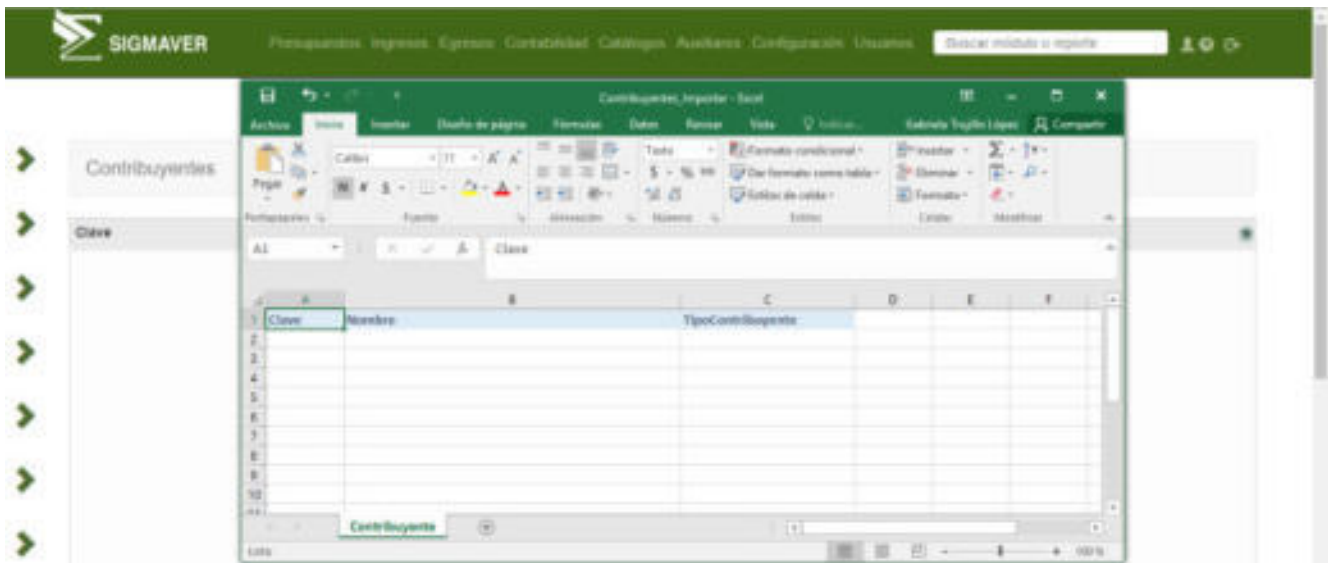 SIGMAVER
Presupuestos Ingresos Egresos Contabilidad Catálogos Auxiliares Configuración Usuarios Buscar módulo o reporte
Contribuyentes_Importar - Excel
Archivo Inicio Insertar Diseño de página Fórmulas Datos Revisar Vista Gabriela Trujillo López Compartir
Contribuyentes
Pegar
Calibri 11
N K S
Texto
$ % 000
Formato condicional
Dar formato como tabla
Estilos de celda
Insertar
Eliminar
Formato
Portapapeles Fuente Alineación Número Estilos Celdas Modificar
Clave
A1 Clave
A B C D E F
1 Clave Nombre TipoContribuyente
2
3
4
5
6
7
8
9
10
11
Contribuyente
Listo 100 %